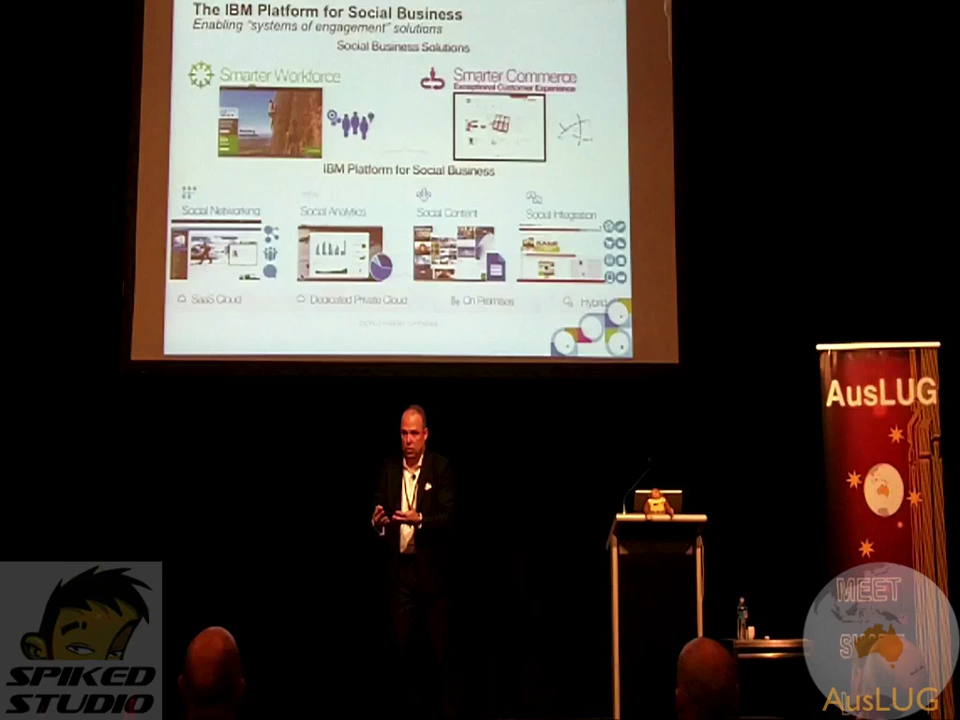 The IBM Platform for Social Business
Enabling "systems of engagement" solutions
Social Business Solutions
Smarter Workforce
Smarter Commerce
Exceptional Customer Experience
IBM Platform for Social Business
Social Networking
Social Analytics
Social Content
Social Integration
SaaS Cloud
Dedicated Private Cloud
On Premises
Hybrid
AusLUG
MEET
SPIKED
STUDIO
AusLUG